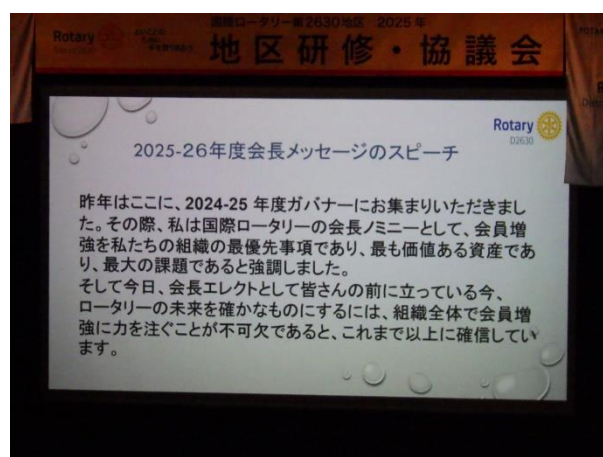 国際ロータリー第2630地区 2025年
Rotary
地区研修・協議会
Rotary
D2630
2025-26年度会長メッセージのスピーチ
昨年はここに、2024-25 年度ガバナーにお集まりいただきまし
た。その際、私は国際ロータリーの会長ノミニーとして、会員増
強を私たちの組織の最優先事項であり、最も価値ある資産であ
り、最大の課題であると強調しました。
そして今日、会長エレクトとして皆さんの前に立っている今、
ロータリーの未来を確かなものにするには、組織全体で会員増
強に力を注ぐことが不可欠であると、これまで以上に確信してい
ます。